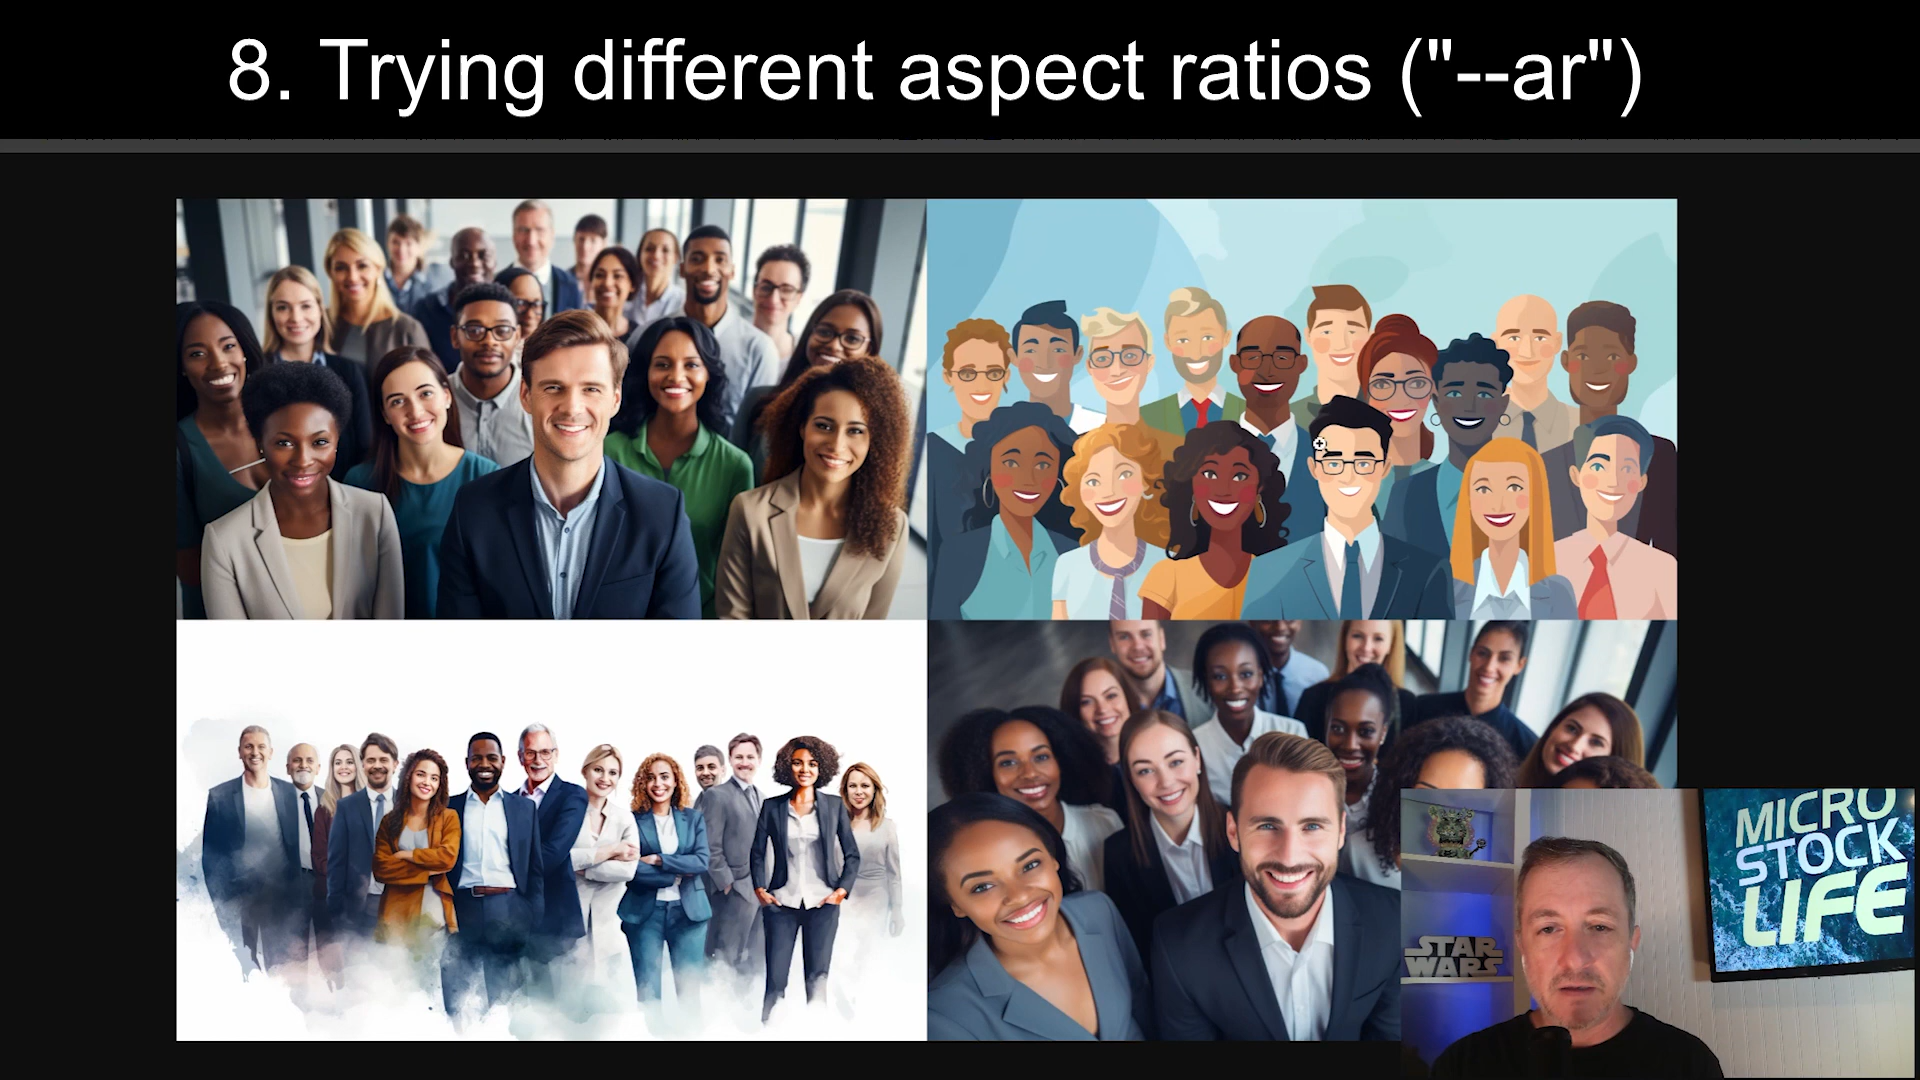 8. Trying different aspect ratios ("--ar")
MICRO
STOCK
LIFE
STAR
WARS